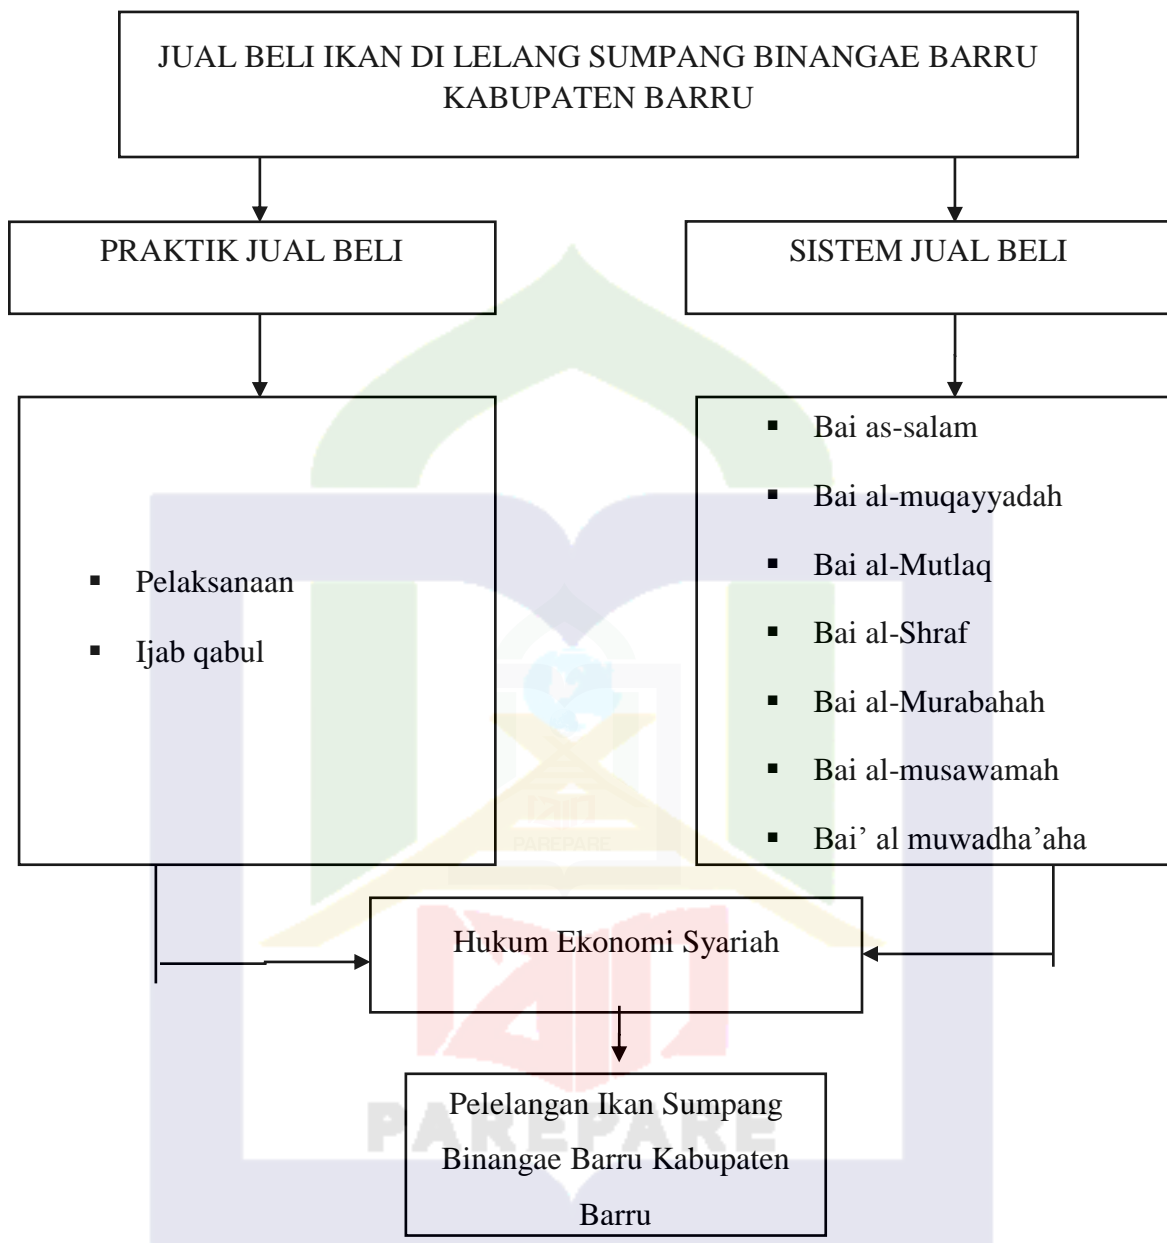 JUAL BELI IKAN DI LELANG SUMPANG BINANGAE BARRU
KABUPATEN BARRU
PRAKTIK JUAL BELI
SISTEM JUAL BELI
▪ Pelaksanaan
▪ Ijab qabul
▪ Bai as-salam
▪ Bai al-muqayyadah
▪ Bai al-Mutlaq
▪ Bai al-Shraf
▪ Bai al-Murabahah
▪ Bai al-musawamah
▪ Bai’ al muwadha’aha
PAREPARE
Hukum Ekonomi Syariah
Pelelangan Ikan Sumpang
Binangae Barru Kabupaten
Barru
PAREPARE